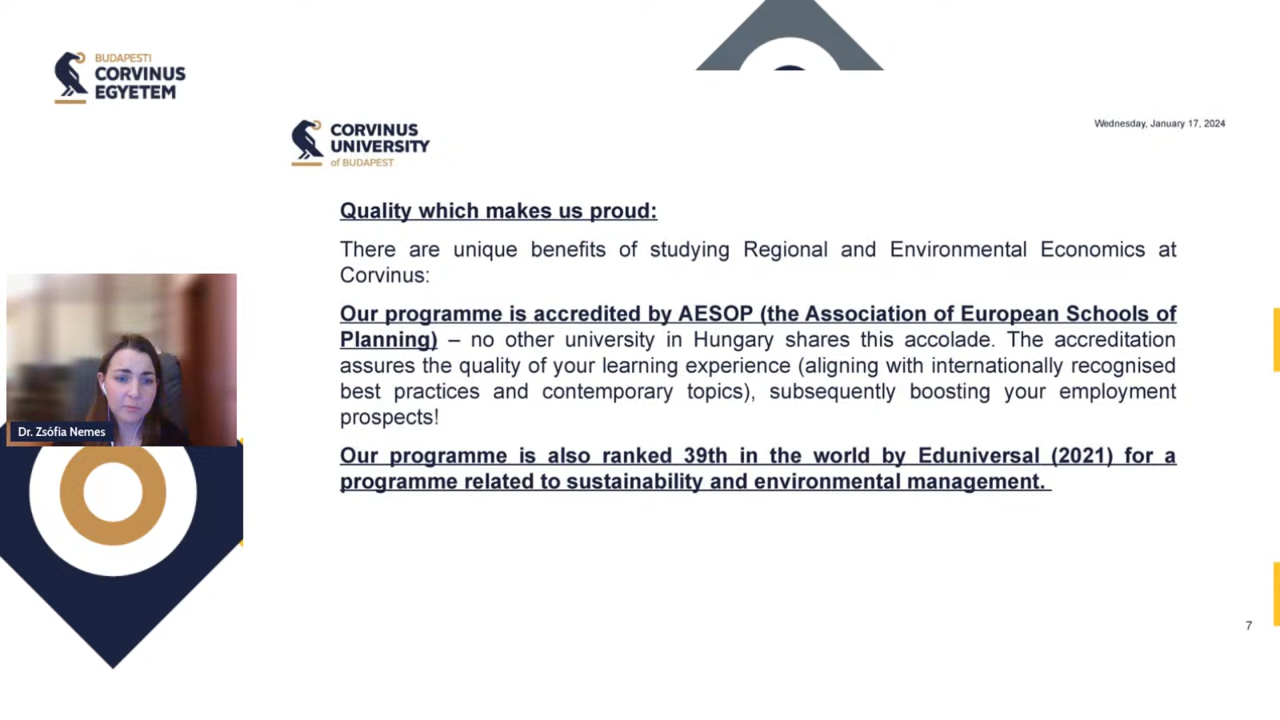 BUDAPESTI
CORVINUS
EGYETEM
CORVINUS
UNIVERSITY
of BUDAPEST
Wednesday, January 17, 2024
Quality which makes us proud:
There are unique benefits of studying Regional and Environmental Economics at
Corvinus:
Our programme is accredited by AESOP (the Association of European Schools of
Planning) – no other university in Hungary shares this accolade. The accreditation
assures the quality of your learning experience (aligning with internationally recognised
best practices and contemporary topics), subsequently boosting your employment
prospects!
Our programme is also ranked 39th in the world by Eduniversal (2021) for a
programme related to sustainability and environmental management.
Dr. Zsófia Nemes
7